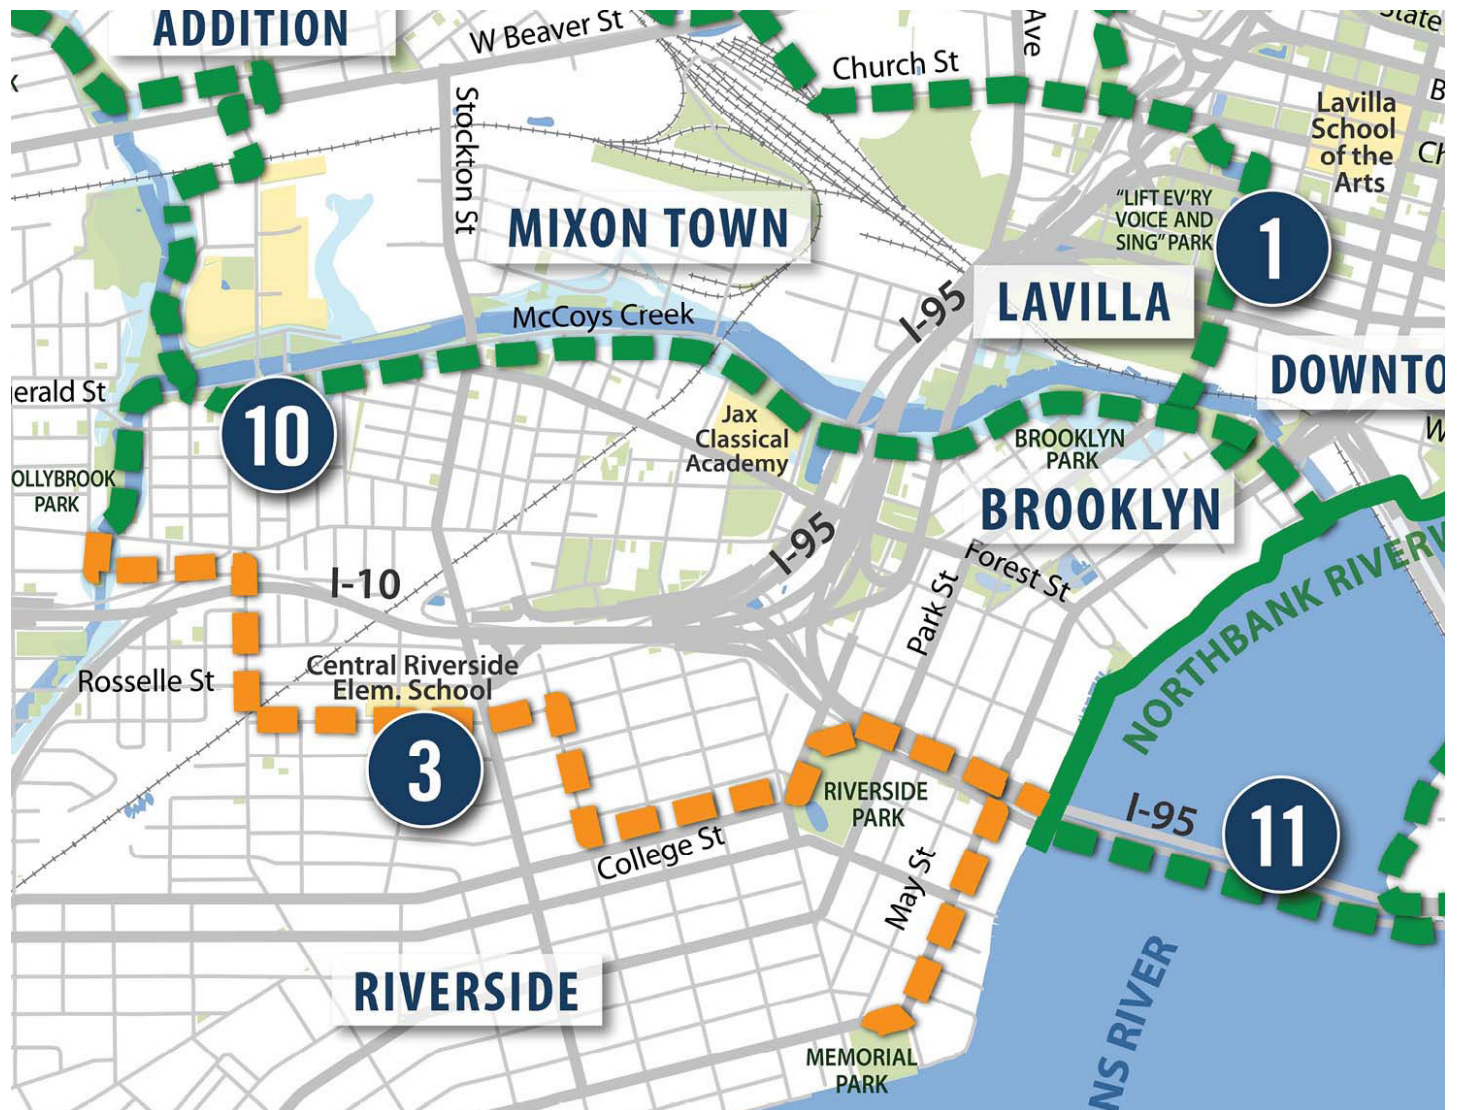 ADDITION
W Beaver St
Church St
Ave
State
Stockton St
Lavilla
School
of the
Arts
"LIFT EV'RY
VOICE AND
SING" PARK
1
MIXON TOWN
LAVILLA
I-95
McCoys Creek
DOWNTO
erald St
10
Jax
Classical
Academy
BROOKLYN
PARK
OLLYBROOK
PARK
BROOKLYN
I-95
Forest St
Park St
I-10
NORTHBANK RIVERW
Rosselle St
Central Riverside
Elem. School
3
RIVERSIDE
PARK
I-95
11
College St
May St
RIVERSIDE
MEMORIAL
PARK
NS RIVER